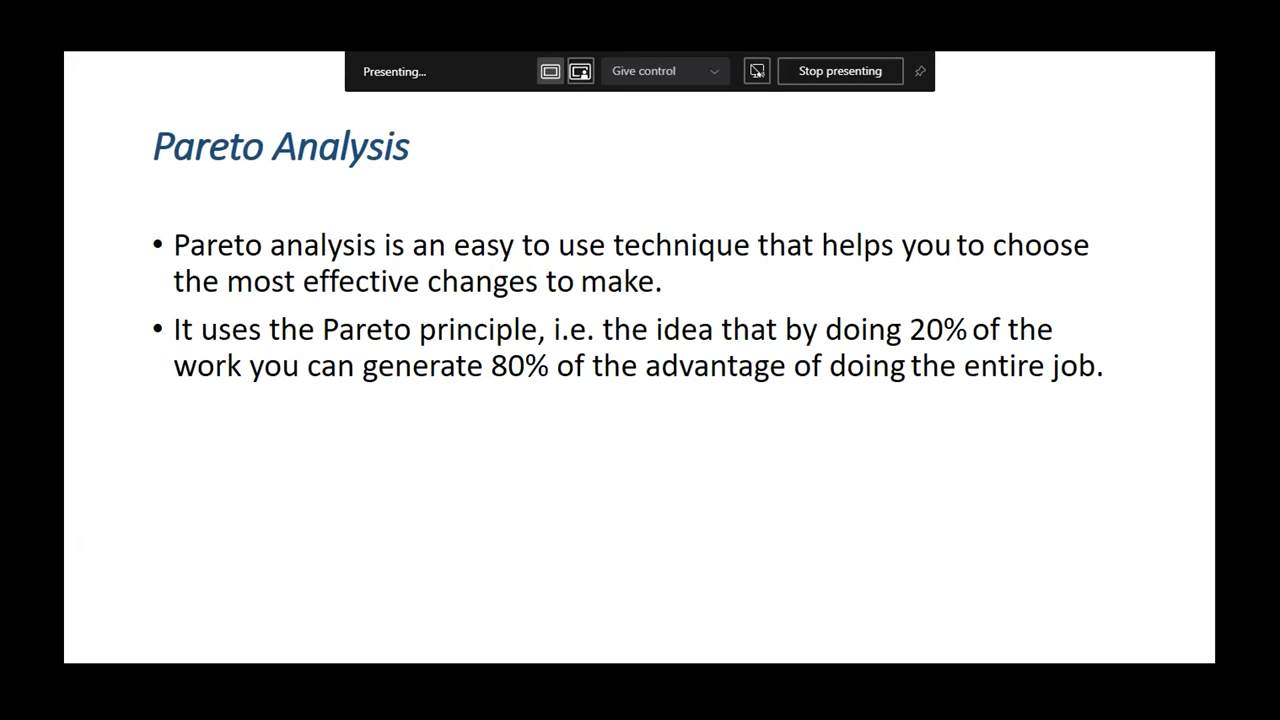 Presenting...
Give control
Stop presenting
Pareto Analysis
• Pareto analysis is an easy to use technique that helps you to choose
the most effective changes to make.
• It uses the Pareto principle, i.e. the idea that by doing 20% of the
work you can generate 80% of the advantage of doing the entire job.